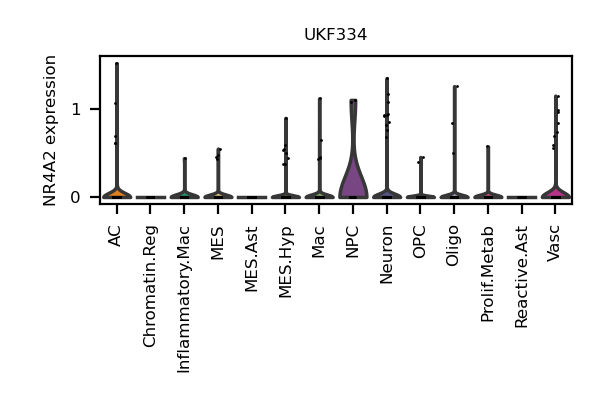 UKF334
NR4A2 expression
1
0
AC
Chromatin.Reg
Inflammatory.Mac
MES
MES.Ast
MES.Hyp
Mac
NPC
Neuron
OPC
Oligo
Prolif.Metab
Reactive.Ast
Vasc